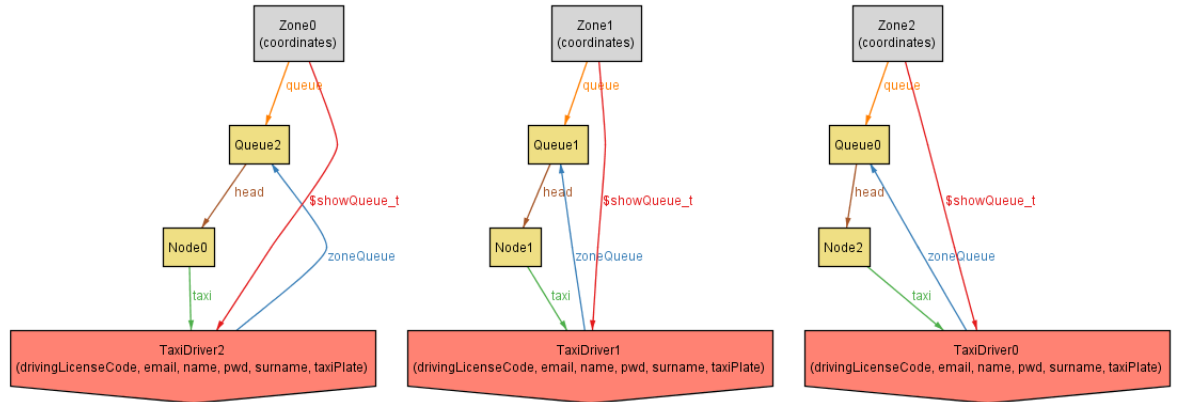 Zone0
(coordinates)
Zone1
(coordinates)
Zone2
(coordinates)
queue
queue
queue
Queue2
Queue1
Queue0
head
$showQueue_t
head
$showQueue_t
head
$showQueue_t
Node0
zoneQueue
Node1
zoneQueue
Node2
zoneQueue
taxi
taxi
taxi
TaxiDriver2
(drivingLicenseCode, email, name, pwd, surname, taxiPlate)
TaxiDriver1
(drivingLicenseCode, email, name, pwd, surname, taxiPlate)
TaxiDriver0
(drivingLicenseCode, email, name, pwd, surname, taxiPlate)